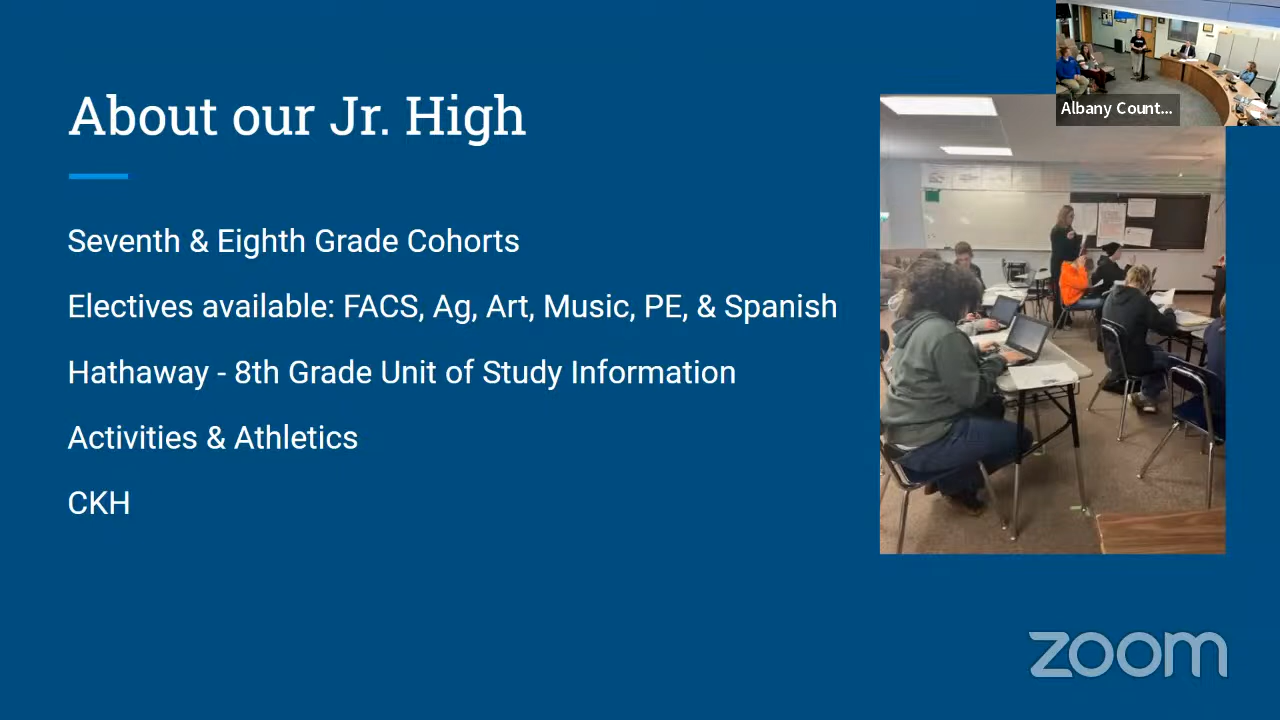 About our Jr. High
Seventh & Eighth Grade Cohorts
Electives available: FACS, Ag, Art, Music, PE, & Spanish
Hathaway - 8th Grade Unit of Study Information
Activities & Athletics
CKH
Albany Count...
zoom